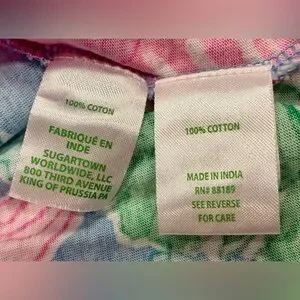 100% COTTON
FABRIQUÉ EN
INDE
SUGARTOWN
WORLDWIDE, LLC
800 THIRD AVENUE
KING OF PRUSSIA PA
100% COTTON
MADE IN INDIA
RN# 88189
SEE REVERSE
FOR CARE